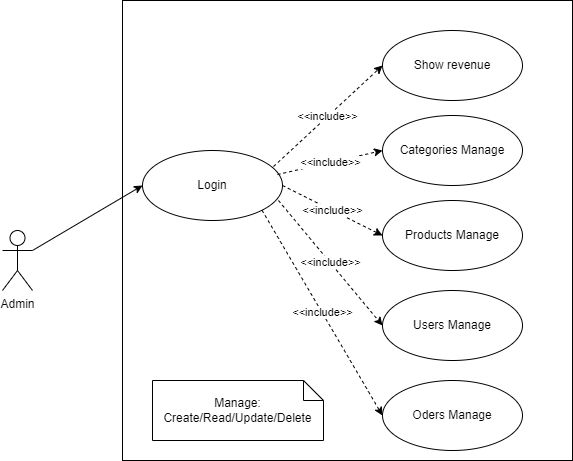 Show revenue
<<include>>
Categories Manage
<<include>>
Login
<<include>>
Products Manage
Admin
<<include>>
Users Manage
<<include>>
Manage:
Create/Read/Update/Delete
Oders Manage